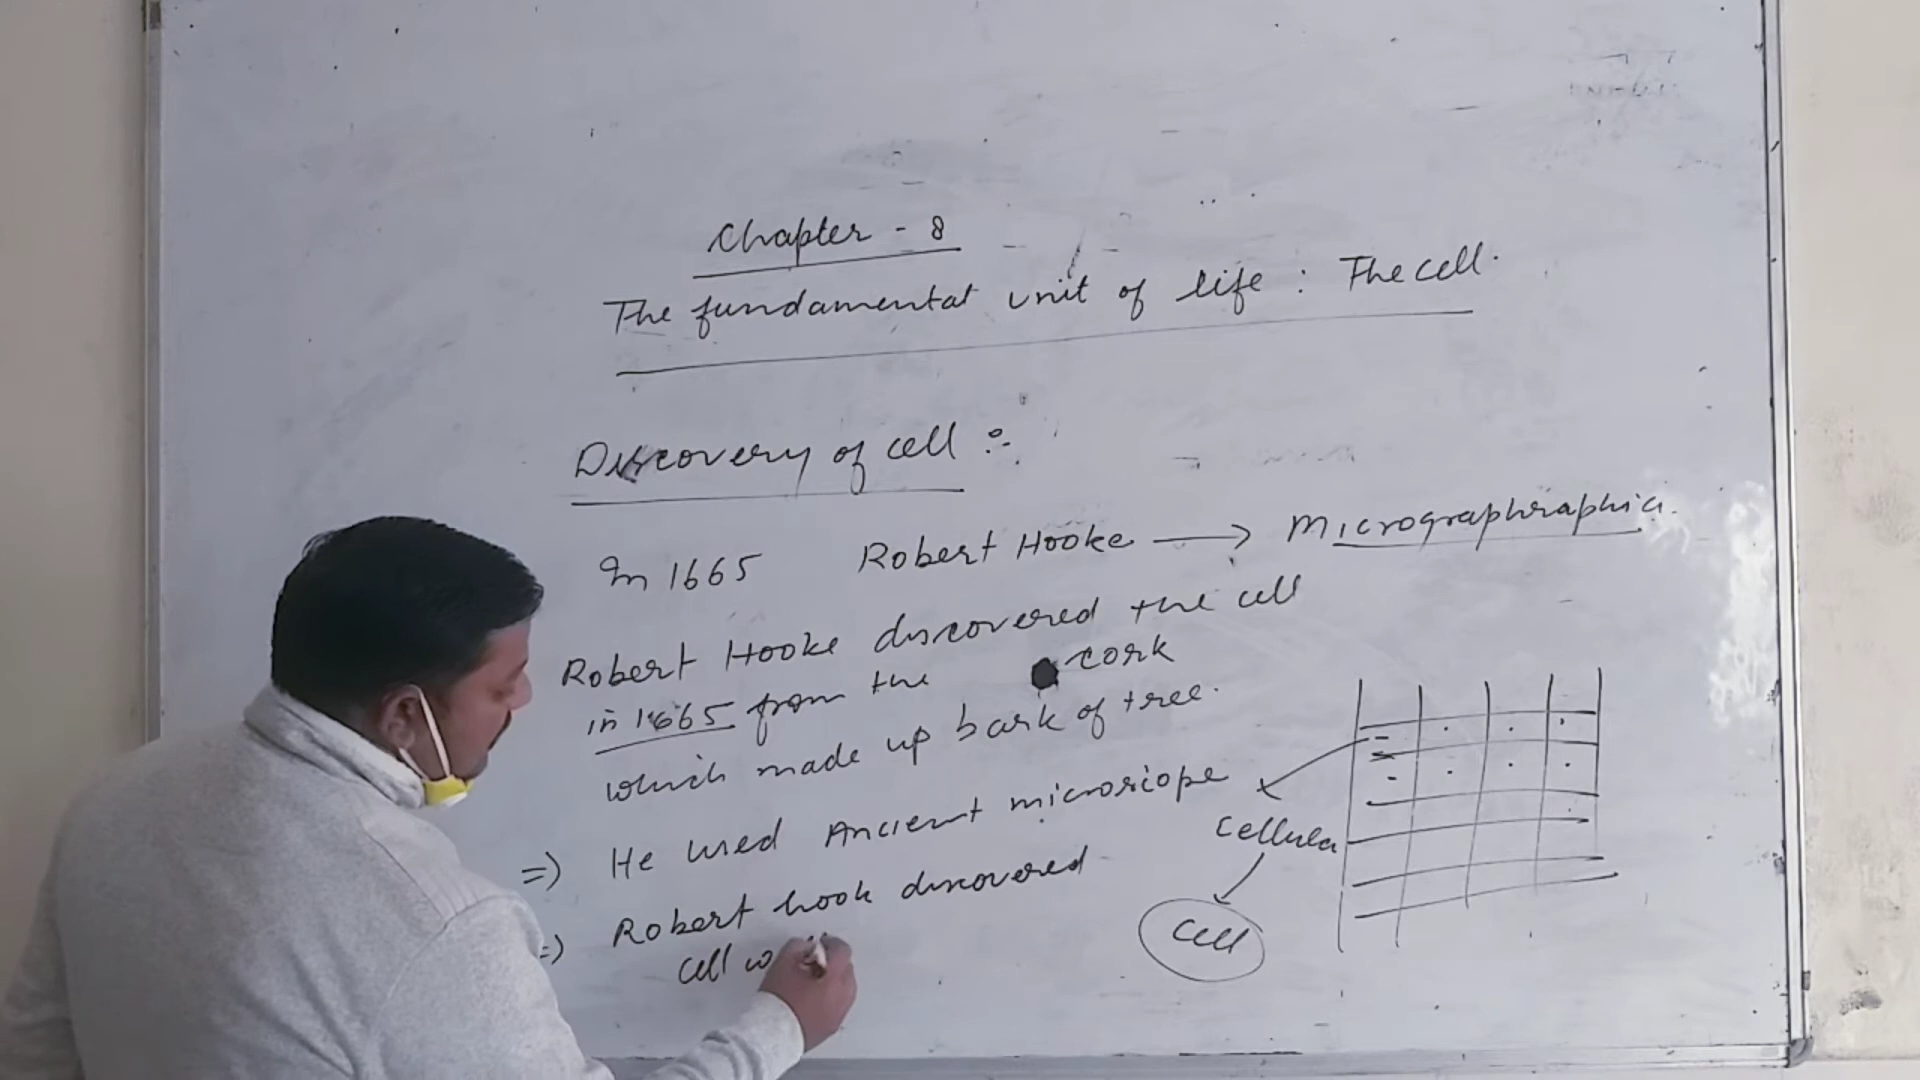 Chapter - 8
The fundamental unit of life : The cell.
Discovery of cell :-
In 1665 Robert Hooke → Micrographraphia.
Robert Hooke discovered the cell
in 1665 from the cork
which made up bark of tree.
=) He used Ancient microscope
=) Robert hook discovered
cell
Cellula
Cell